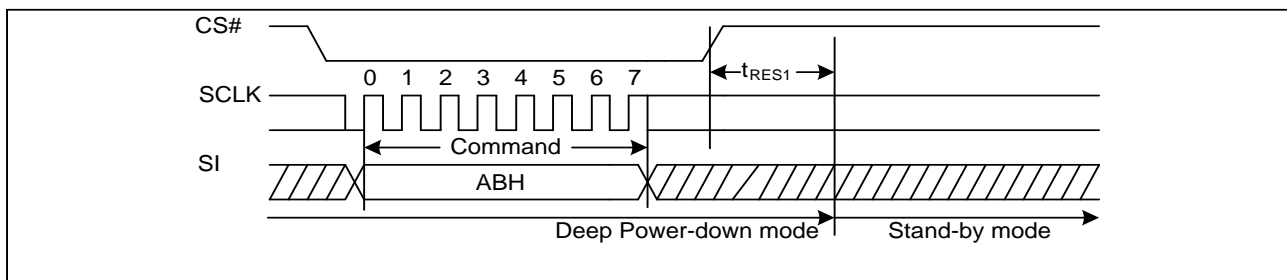 CS#
tRES1
0 1 2 3 4 5 6 7
SCLK
Command
SI
ABH
Deep Power-down mode Stand-by mode